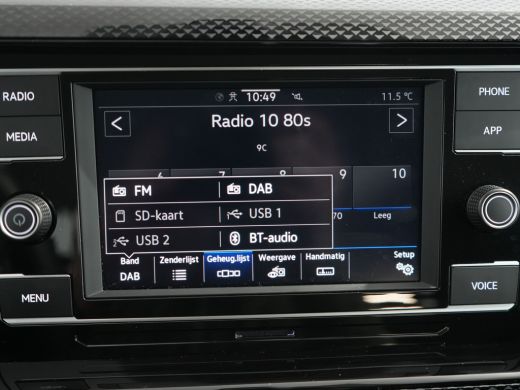 RADIO
MEDIA
MENU
PHONE
APP
VOICE
10:49
11.5 °C
Radio 10 80s
9C
7 8 9 10
70 Leeg
FM DAB
SD-kaart 1 USB 1
2 USB 2 BT-audio
Band Zenderlijst Geheug.lijst Weergave Handmatig Setup
DAB